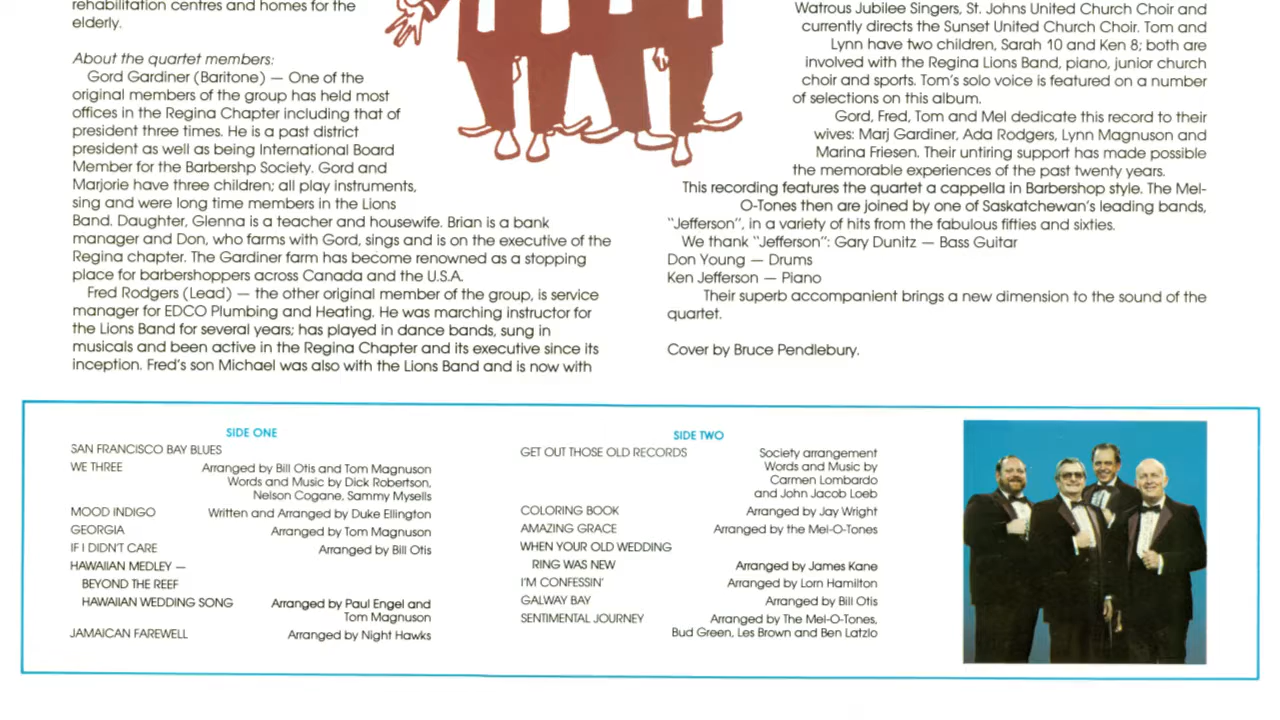 rehabilitation centres and homes for the
elderly.
About the quartet members:
Gord Gardiner (Baritone) — One of the
original members of the group has held most
offices in the Regina Chapter including that of
president three times. He is a past district
president as well as being International Board
Member for the Barbershp Society. Gord and
Marjorie have three children; all play instruments,
sing and were long time members in the Lions
Band. Daughter, Glenna is a teacher and housewife. Brian is a bank
manager and Don, who farms with Gord, sings and is on the executive of the
Regina chapter. The Gardiner farm has become renowned as a stopping
place for barbershoppers across Canada and the U.S.A.
Fred Rodgers (Lead) — the other original member of the group, is service
manager for EDCO Plumbing and Heating. He was marching instructor for
the Lions Band for several years; has played in dance bands, sung in
musicals and been active in the Regina Chapter and its executive since its
inception. Fred's son Michael was also with the Lions Band and is now with
Watrous Jubilee Singers, St. Johns United Church Choir and
currently directs the Sunset United Church Choir. Tom and
Lynn have two children, Sarah 10 and Ken 8; both are
involved with the Regina Lions Band, piano, junior church
choir and sports. Tom's solo voice is featured on a number
of selections on this album.
Gord, Fred, Tom and Mel dedicate this record to their
wives: Marj Gardiner, Ada Rodgers, Lynn Magnuson and
Marina Friesen. Their untiring support has made possible
the memorable experiences of the past twenty years.
This recording features the quartet a cappella in Barbershop style. The Mel-
O-Tones then are joined by one of Saskatchewan's leading bands,
"Jefferson", in a variety of hits from the fabulous fifties and sixties.
We thank "Jefferson": Gary Dunitz — Bass Guitar
Don Young — Drums
Ken Jefferson — Piano
Their superb accompanient brings a new dimension to the sound of the
quartet.
Cover by Bruce Pendlebury.
SIDE ONE
SAN FRANCISCO BAY BLUES
WE THREE Arranged by Bill Otis and Tom Magnuson
Words and Music by Dick Robertson,
Nelson Cogane, Sammy Mysells
MOOD INDIGO Written and Arranged by Duke Ellington
GEORGIA Arranged by Tom Magnuson
IF I DIDN'T CARE Arranged by Bill Otis
HAWAIIAN MEDLEY —
BEYOND THE REEF
HAWAIIAN WEDDING SONG Arranged by Paul Engel and
Tom Magnuson
JAMAICAN FAREWELL Arranged by Night Hawks
SIDE TWO
GET OUT THOSE OLD RECORDS Society arrangement
Words and Music by
Carmen Lombardo
and John Jacob Loeb
COLORING BOOK Arranged by Jay Wright
AMAZING GRACE Arranged by the Mel-O-Tones
WHEN YOUR OLD WEDDING
RING WAS NEW Arranged by James Kane
I'M CONFESSIN' Arranged by Lorn Hamilton
GALWAY BAY Arranged by Bill Otis
SENTIMENTAL JOURNEY Arranged by The Mel-O-Tones,
Bud Green, Les Brown and Ben Latzlo